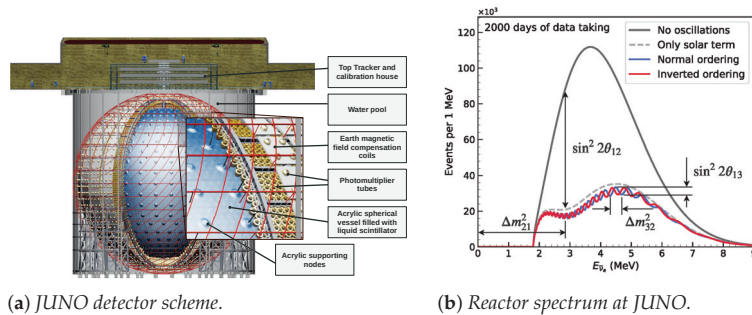 Top Tracker and
calibration house
Water pool
Earth magnetic
field compensation
coils
Photomultiplier
tubes
Acrylic spherical
vessel filled with
liquid scintillator
Acrylic supporting
nodes
(a) JUNO detector scheme.
×10³
2000 days of data taking
No oscillations
Only solar term
Normal ordering
Inverted ordering
120
100
80
60
40
20
0
Events per 1 MeV
sin² 2θ₁₂
sin² 2θ₁₃
Δm²₂₁
Δm²₃₂
0 1 2 3 4 5 6 7 8 9
E_ν̄ₑ (MeV)
(b) Reactor spectrum at JUNO.